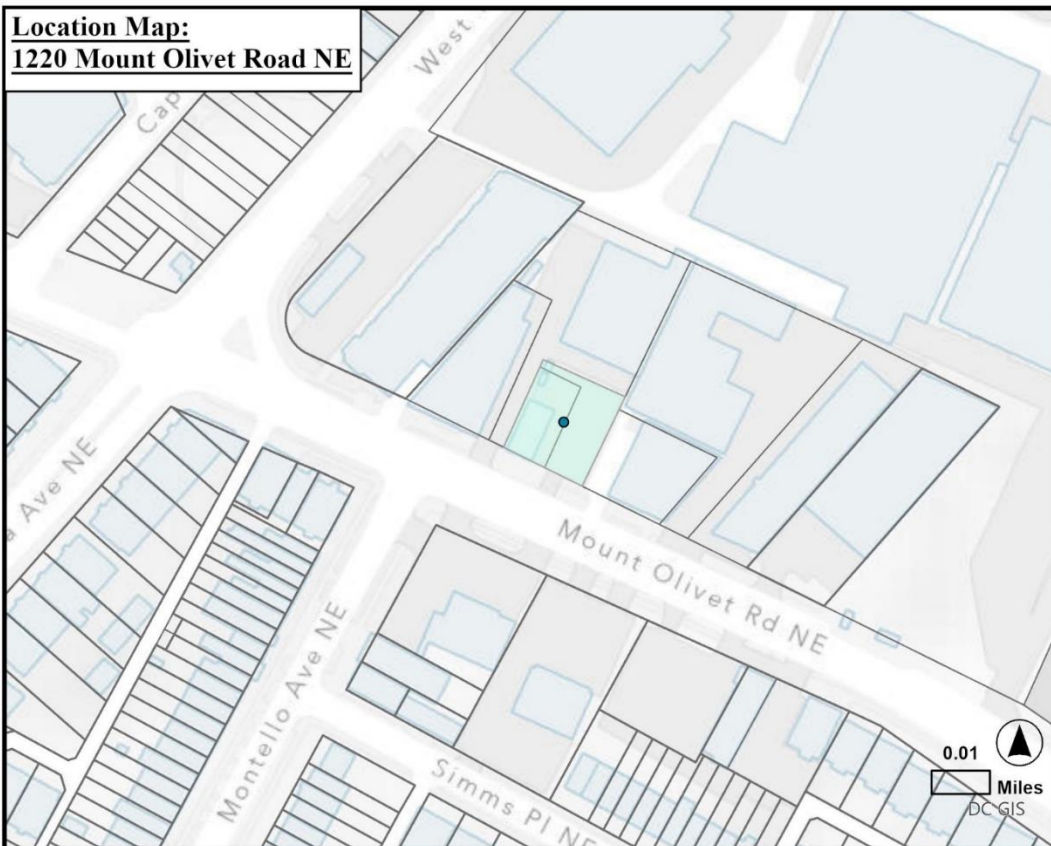 Location Map:
1220 Mount Olivet Road NE
West
Cap
a Ave NE
Mount Olivet Rd NE
Montello Ave NE
Simms Pl NE
0.01
Miles
DC GIS